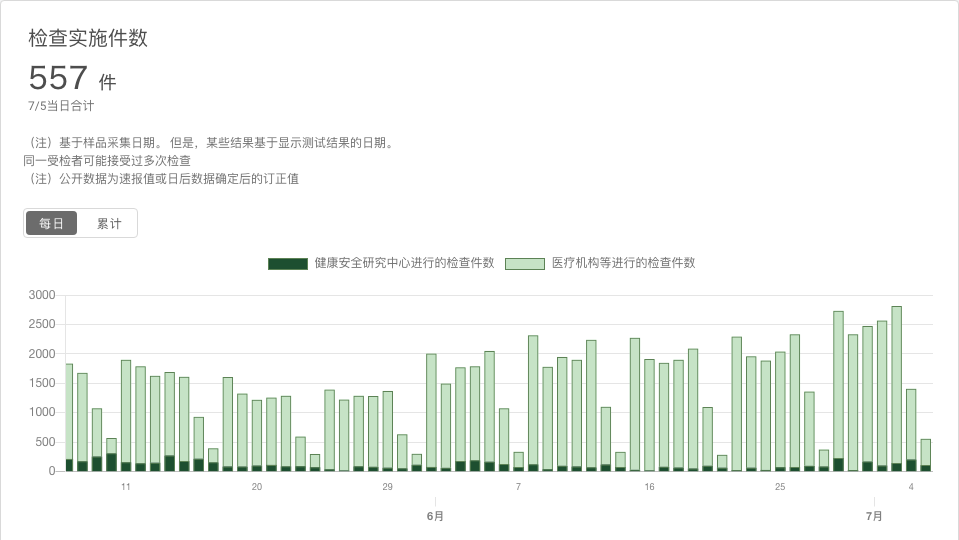 检查实施件数
557 件
7/5当日合计
（注）基于样品采集日期。 但是，某些结果基于显示测试结果的日期。
同一受检者可能接受过多次检查
（注）公开数据为速报值或日后数据确定后的订正值
每日 累计
健康安全研究中心进行的检查件数 医疗机构等进行的检查件数
3000
2500
2000
1500
1000
500
0
11 20 29 7 16 25 4
6月 7月